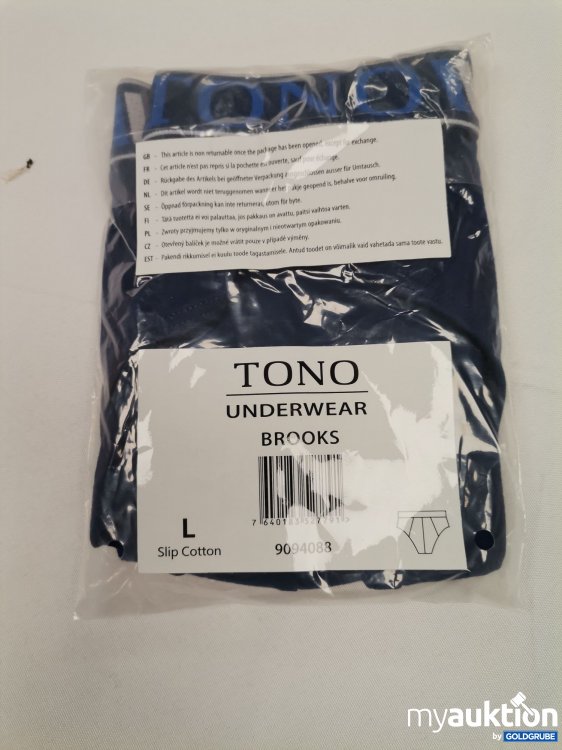 TONO
GB - This article is non returnable once the package has been opened, except for exchange.
FR - Cet article n'est pas repris si la pochette est ouverte, sauf pour échange.
DE - Rückgabe des Artikels bei geöffneter Verpackung ausgeschlossen ausser für Umtausch.
NL - Dit artikel wordt niet teruggenomen wanneer het pakje geopend is, behalve voor omruiling.
SE - Öppnad förpackning kan inte returneras, utom för byte.
FI - Tätä tuotetta ei voi palauttaa, jos pakkaus on avattu, paitsi vaihtoa varten.
PL - Zwroty przyjmujemy tylko w oryginalnym i nieotwartym opakowaniu.
CZ - Otevřený balíček je možné vrátit pouze v případě výměny.
EST - Pakendi rikkumisel ei kuulu toode tagastamisele. Antud toodet on võimalik vaid vahetada sama toote vastu.
TONO
UNDERWEAR
BROOKS
7 640183 527791
L
Slip Cotton
9094088
myauktion
by GOLDGRUBE